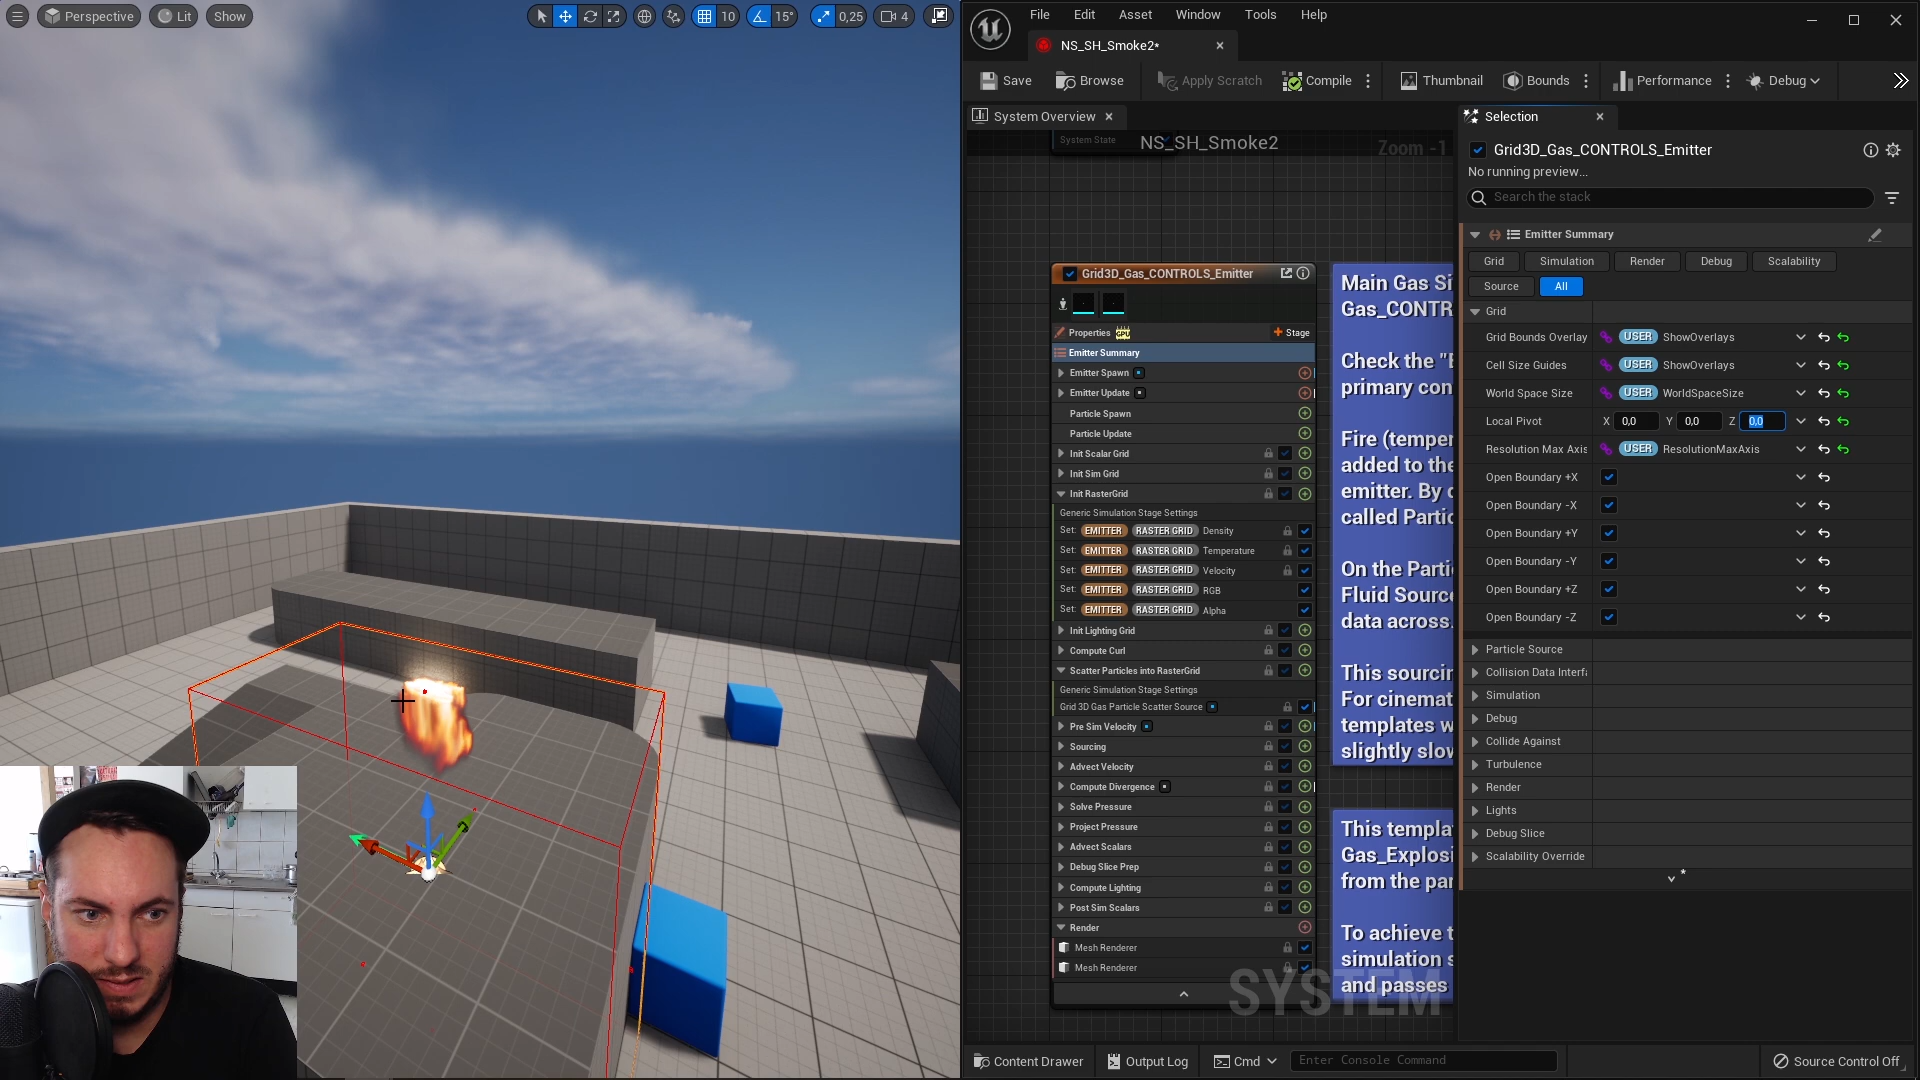 Perspective
Lit
Show
10
15°
0,25
4
File
Edit
Asset
Window
Tools
Help
NS_SH_Smoke2*
Save
Browse
Apply Scratch
Compile
Thumbnail
Bounds
Performance
Debug
System Overview
System State
NS_SH_Smoke2
Zoom -1
Grid3D_Gas_CONTROLS_Emitter
Properties
GPU
Stage
Emitter Summary
Emitter Spawn
Emitter Update
Particle Spawn
Particle Update
Init Scalar Grid
Init Sim Grid
Init RasterGrid
Generic Simulation Stage Settings
Set: EMITTER RASTER GRID Density
Set: EMITTER RASTER GRID Temperature
Set: EMITTER RASTER GRID Velocity
Set: EMITTER RASTER GRID RGB
Set: EMITTER RASTER GRID Alpha
Init Lighting Grid
Compute Curl
Scatter Particles into RasterGrid
Generic Simulation Stage Settings
Grid 3D Gas Particle Scatter Source
Pre Sim Velocity
Sourcing
Advect Velocity
Compute Divergence
Solve Pressure
Project Pressure
Advect Scalars
Debug Slice Prep
Compute Lighting
Post Sim Scalars
Render
Mesh Renderer
Mesh Renderer
Main Gas Si
Gas_CONTR
Check the "E
primary con
Fire (temper
added to the
emitter. By d
called Partic
On the Parti
Fluid Source
data across.
This sourcin
For cinemat
templates w
slightly slow
This templa
Gas_Explosi
from the par
To achieve t
simulation s
and passes
SYSTEM
Selection
Grid3D_Gas_CONTROLS_Emitter
No running preview...
Search the stack
Emitter Summary
Grid
Simulation
Render
Debug
Scalability
Source
All
Grid
Grid Bounds Overlay USER ShowOverlays
Cell Size Guides USER ShowOverlays
World Space Size USER WorldSpaceSize
Local Pivot X 0,0 Y 0,0 Z 0,0
Resolution Max Axis USER ResolutionMaxAxis
Open Boundary +X
Open Boundary -X
Open Boundary +Y
Open Boundary -Y
Open Boundary +Z
Open Boundary -Z
Particle Source
Collision Data Interf
Simulation
Debug
Collide Against
Turbulence
Render
Lights
Debug Slice
Scalability Override
Content Drawer
Output Log
Cmd
Enter Console Command
Source Control Off